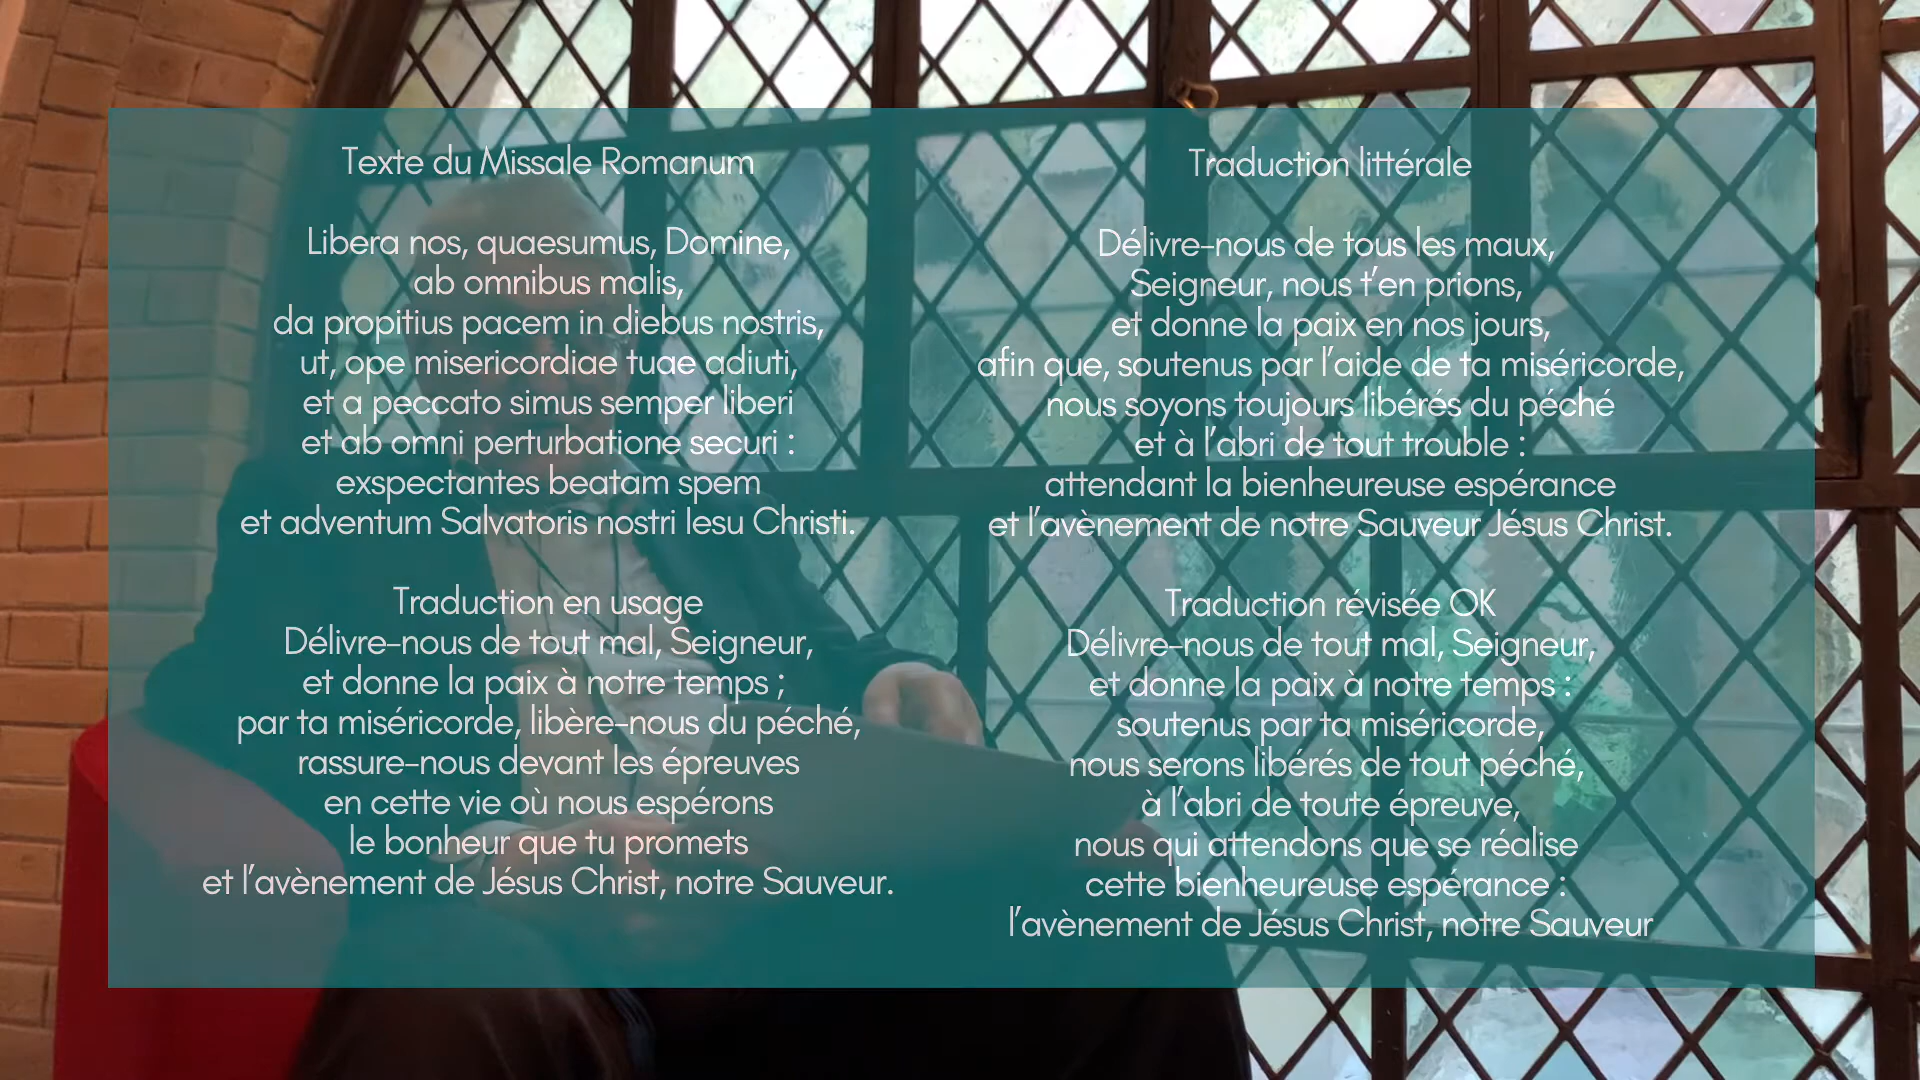 Texte du Missale Romanum
Libera nos, quaesumus, Domine,
ab omnibus malis,
da propitius pacem in diebus nostris,
ut, ope misericordiae tuae adiuti,
et a peccato simus semper liberi
et ab omni perturbatione securi :
exspectantes beatam spem
et adventum Salvatoris nostri Iesu Christi.
Traduction en usage
Délivre-nous de tout mal, Seigneur,
et donne la paix à notre temps ;
par ta miséricorde, libère-nous du péché,
rassure-nous devant les épreuves
en cette vie où nous espérons
le bonheur que tu promets
et l'avènement de Jésus Christ, notre Sauveur.
Traduction littérale
Délivre-nous de tous les maux,
Seigneur, nous t'en prions,
et donne la paix en nos jours,
afin que, soutenus par l'aide de ta miséricorde,
nous soyons toujours libérés du péché
et à l'abri de tout trouble :
attendant la bienheureuse espérance
et l'avènement de notre Sauveur Jésus Christ.
Traduction révisée OK
Délivre-nous de tout mal, Seigneur,
et donne la paix à notre temps :
soutenus par ta miséricorde,
nous serons libérés de tout péché,
à l'abri de toute épreuve,
nous qui attendons que se réalise
cette bienheureuse espérance :
l'avènement de Jésus Christ, notre Sauveur